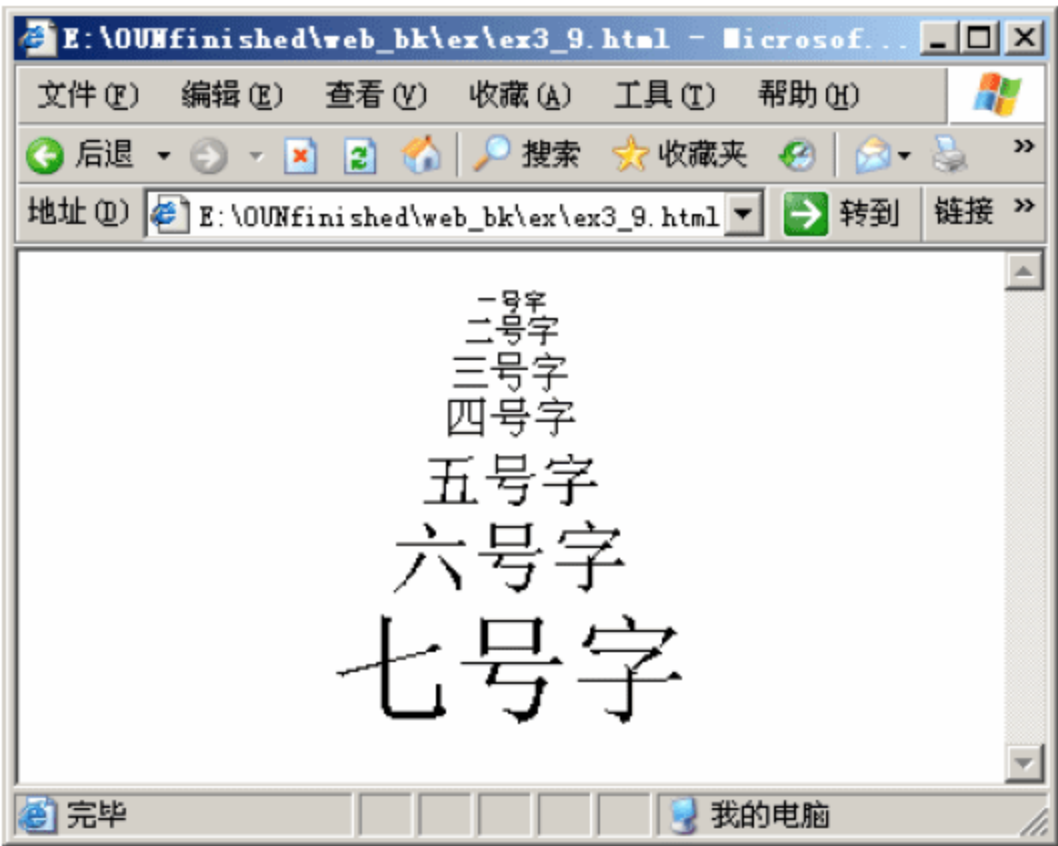 E:\OUNfinished\web_bk\ex\ex3_9.html - Microsof...
文件(F) 编辑(E) 查看(V) 收藏(A) 工具(T) 帮助(H)
后退 搜索 收藏夹 »
地址(D) E:\OUNfinished\web_bk\ex\ex3_9.html 转到 链接 »
一号字
二号字
三号字
四号字
五号字
六号字
七号字
完毕 我的电脑